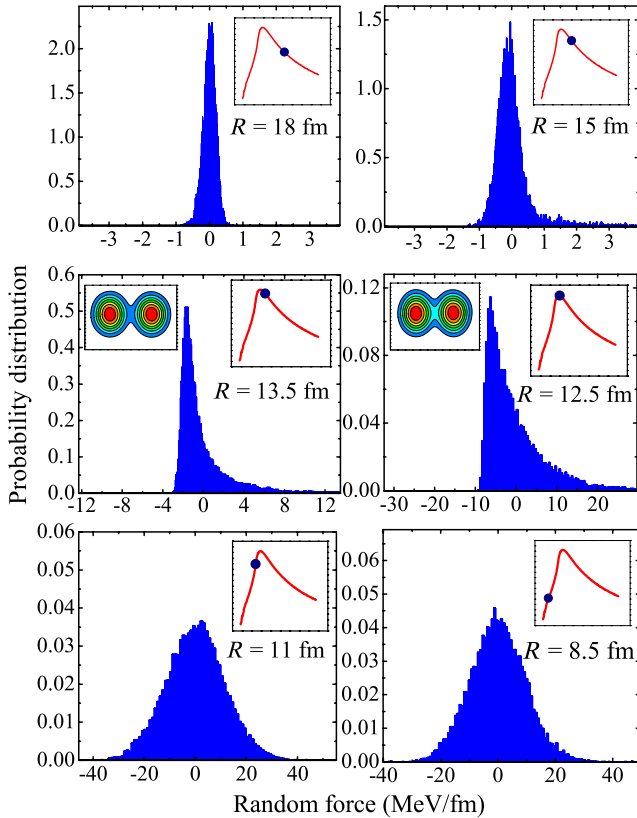 2.0
1.5
1.0
0.5
0.0
-3 -2 -1 0 1 2 3
R = 18 fm
1.5
1.0
0.5
0.0
-3 -2 -1 0 1 2 3
R = 15 fm
0.6
0.5
0.4
0.3
0.2
0.1
0.0
-12 -8 -4 0 4 8 12
R = 13.5 fm
0.12
0.08
0.04
0.00
-30 -20 -10 0 10 20
R = 12.5 fm
0.06
0.05
0.04
0.03
0.02
0.01
0.00
-40 -20 0 20 40
R = 11 fm
0.06
0.05
0.04
0.03
0.02
0.01
0.00
-40 -20 0 20 40
R = 8.5 fm
Probability distribution
Random force (MeV/fm)